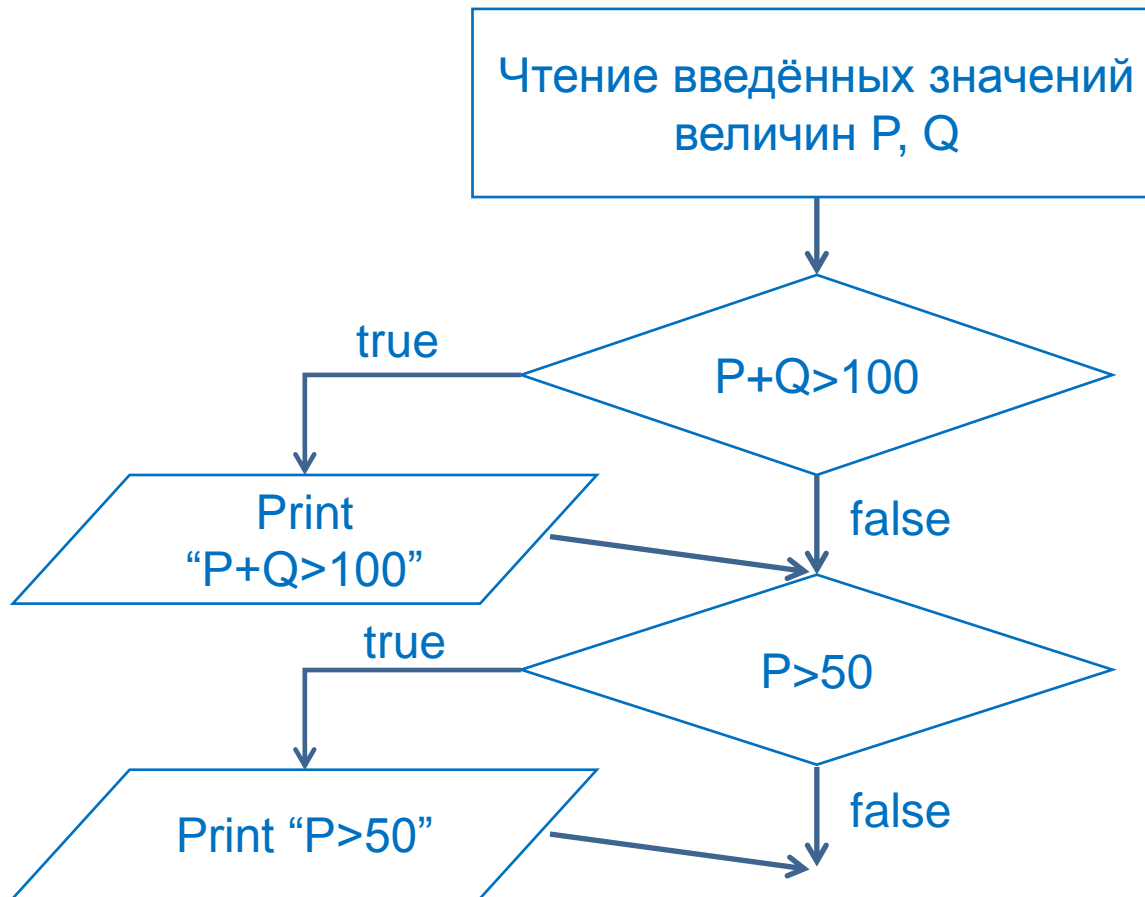 Чтение введённых значений
величин P, Q
true
P+Q>100
Print
“P+Q>100”
false
true
P>50
Print “P>50”
false